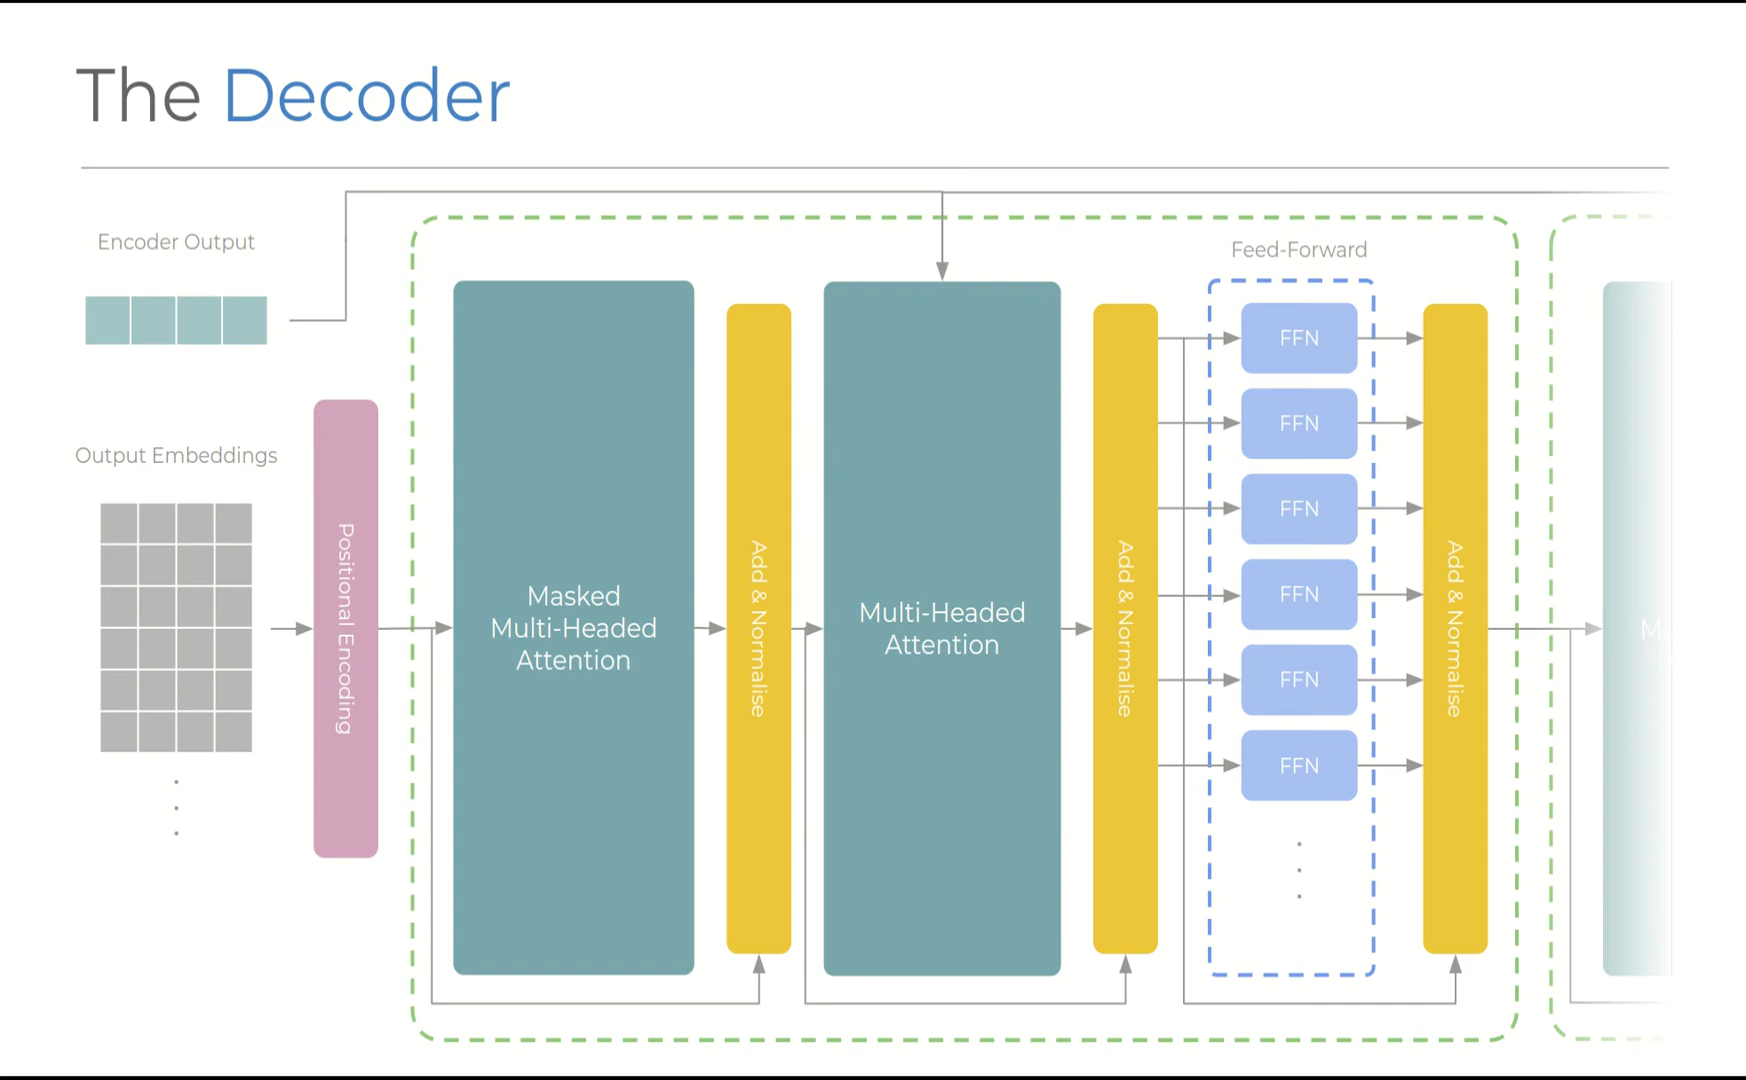 The Decoder
Encoder Output
Output Embeddings
Positional Encoding
Masked
Multi-Headed
Attention
Add & Normalise
Multi-Headed
Attention
Add & Normalise
Feed-Forward
FFN
FFN
FFN
FFN
FFN
FFN
Add & Normalise